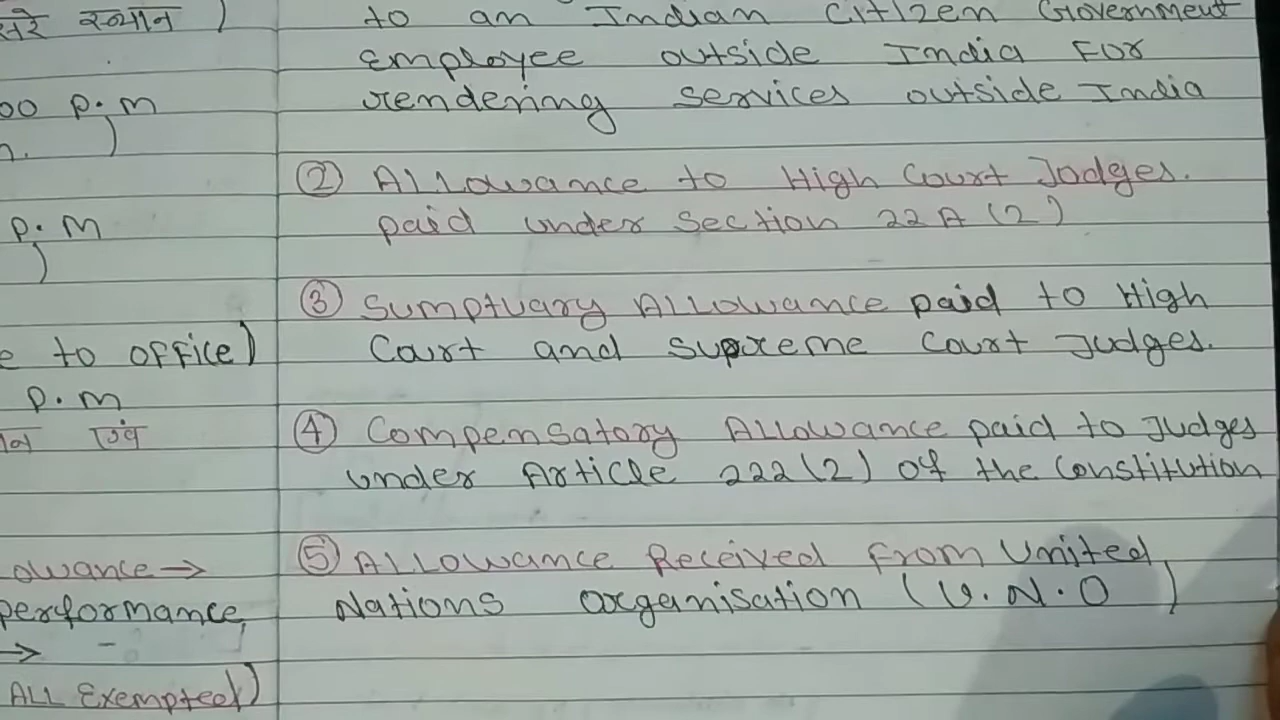 रे स्थान )
00 p.m
)
p.m
)
e to office)
p.m
एवं
owance →
performance
→ -
ALL Exempted)
to an Indian Citizen Government
Employee outside India For
rendering services outside India
② Allowance to High Court Judges.
paid under Section 22A (2)
③ Sumptuary Allowance paid to High
Court and Supreme Court Judges.
④ Compensatory Allowance paid to Judges
under Article 222(2) of the Constitution
⑤ Allowance Received From United
Nations Organisation (U.N.O)